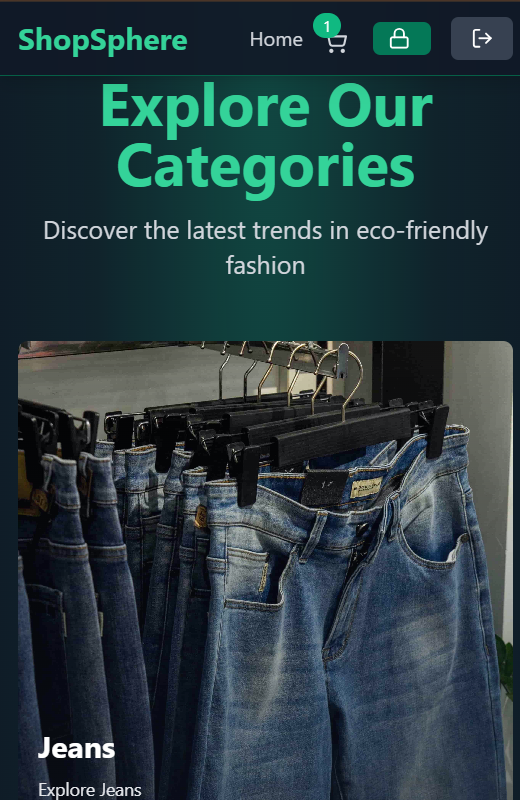 ShopSphere
Home
1
Explore Our
Categories
Discover the latest trends in eco-friendly
fashion
Jeans
Explore Jeans